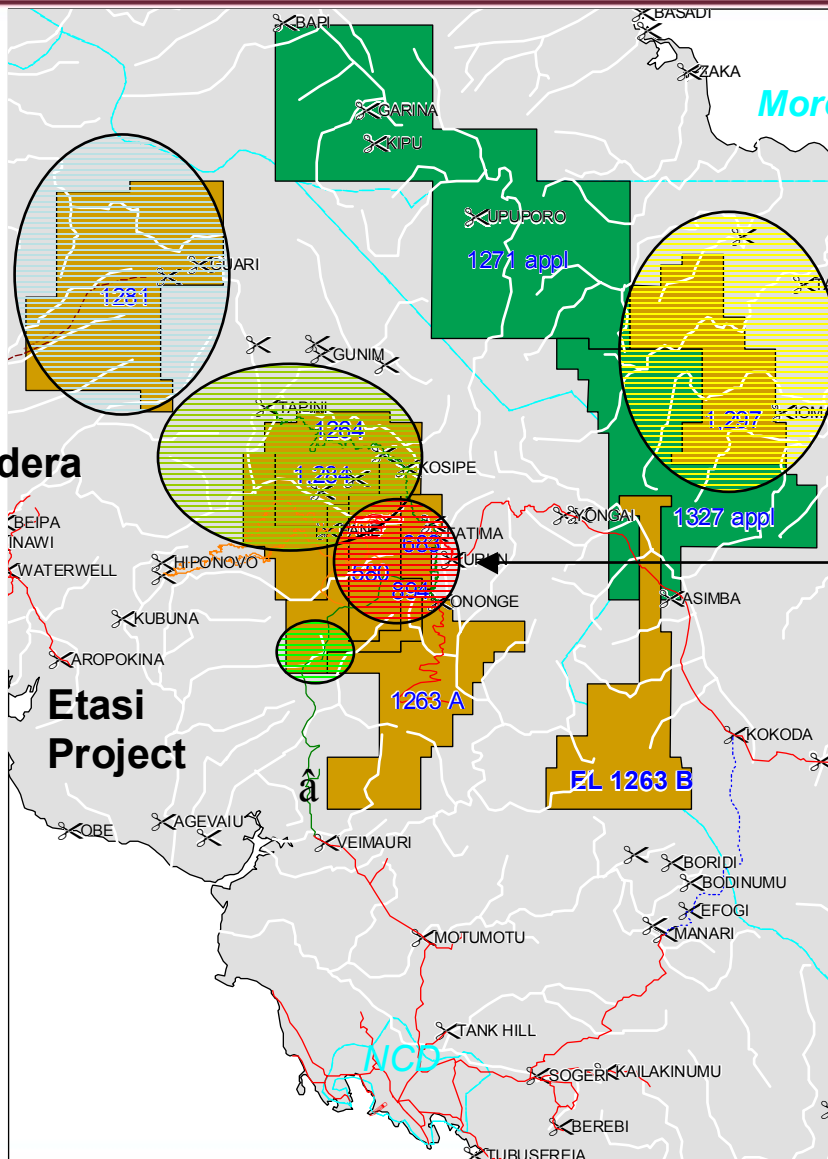 BASADI
BAPI
ZAKA
Moro
GARINA
KIPU
UPUPORO
1271 appl
GUARI
1281
GUNIM
TAPINI
1264
1,284
KOSIPE
1,297
dera
BEIPA
INAWI
WATERWELL
HIPONOVO
FATIMA
683
580
894
ONONGE
YONGAI
1327 appl
ASIMBA
KUBUNA
AROPOKINA
1263 A
Etasi
Project
KOKODA
EL 1263 B
â
OBE
AGEVAIU
VEIMAURI
BORIDI
BODINUMU
EFOGI
MANARI
MOTUMOTU
TANK HILL
NCD
SOGERI
KAILAKINUMU
BEREBI
TUBUSEREIA